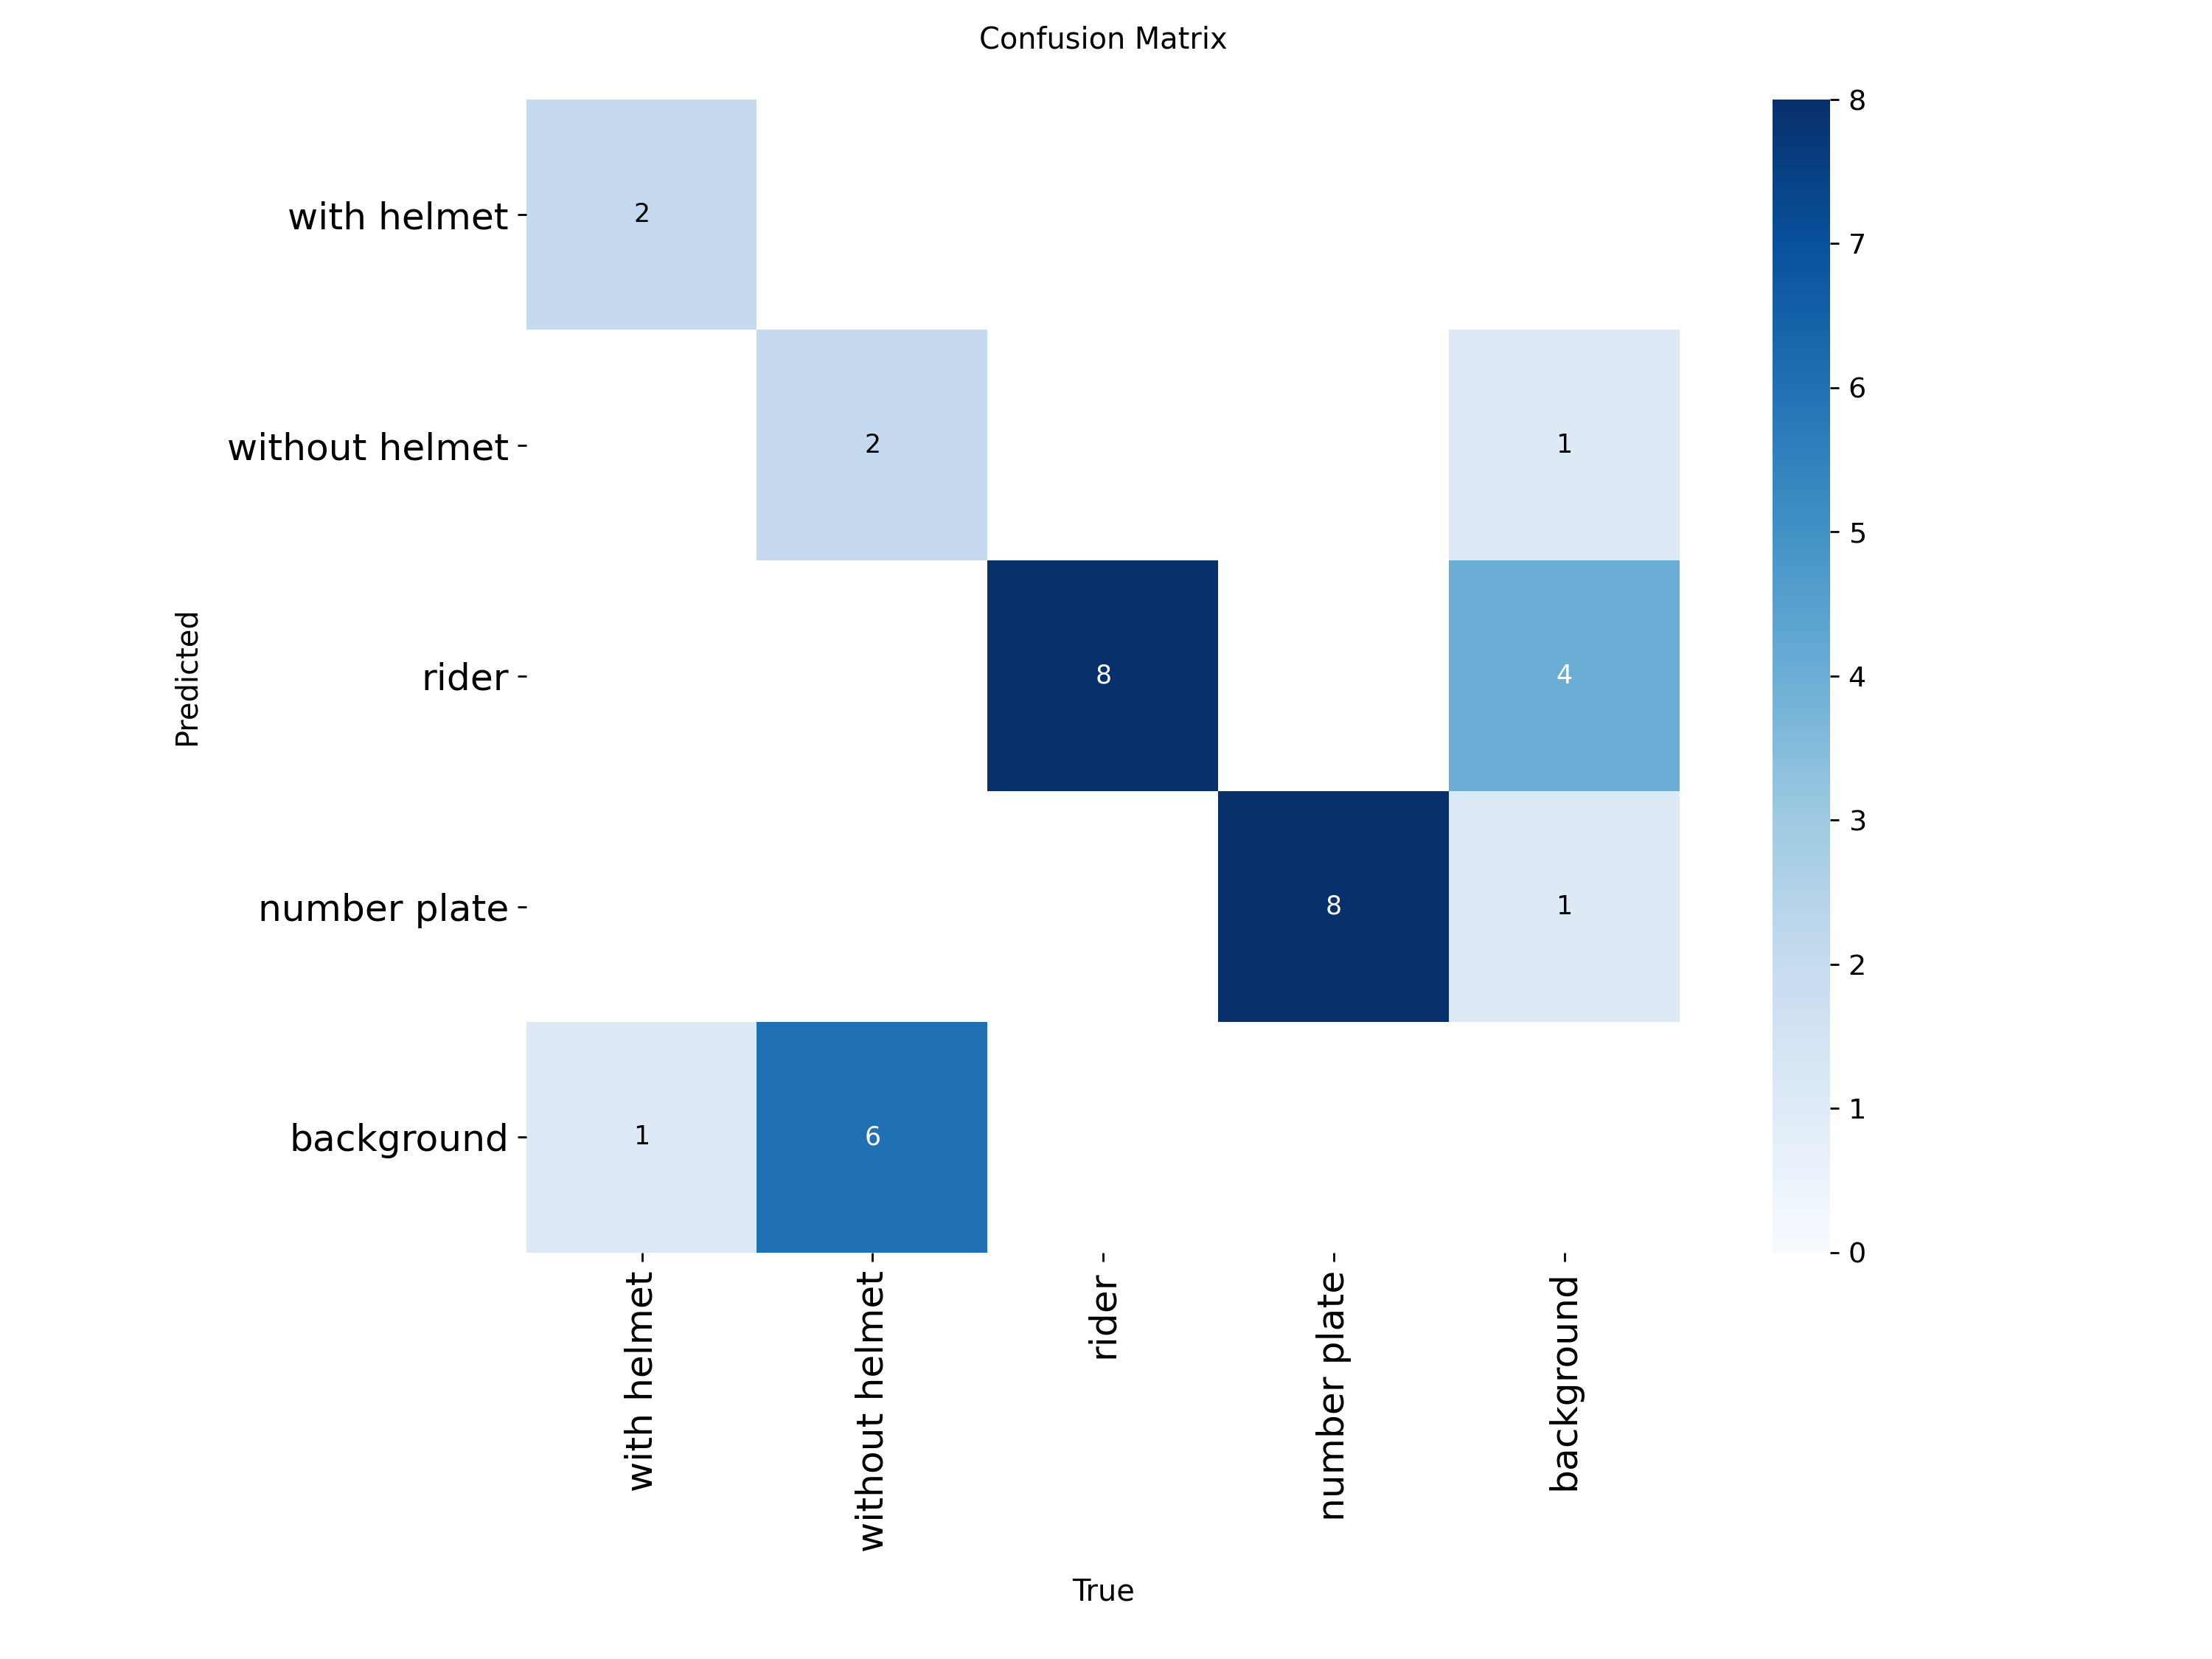 Confusion Matrix
with helmet
without helmet
rider
number plate
background
Predicted
2
2
1
8
4
8
1
1
6
with helmet
without helmet
rider
number plate
background
True
8
7
6
5
4
3
2
1
0